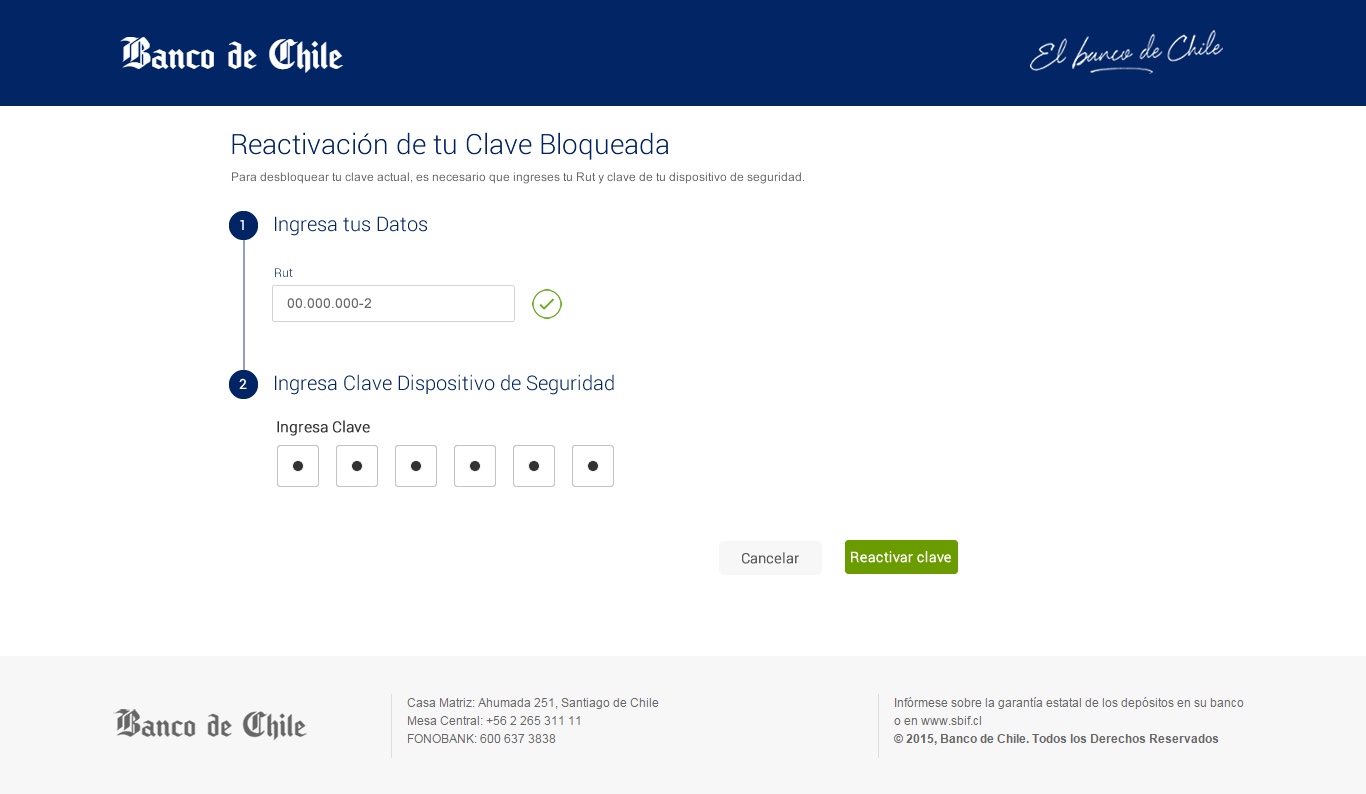 Banco de Chile
El banco de Chile
Reactivación de tu Clave Bloqueada
Para desbloquear tu clave actual, es necesario que ingreses tu Rut y clave de tu dispositivo de seguridad.
1 Ingresa tus Datos
Rut
00.000.000-2
2 Ingresa Clave Dispositivo de Seguridad
Ingresa Clave
Cancelar
Reactivar clave
Banco de Chile
Casa Matriz: Ahumada 251, Santiago de Chile
Mesa Central: +56 2 265 311 11
FONOBANK: 600 637 3838
Infórmese sobre la garantía estatal de los depósitos en su banco
o en www.sbif.cl
© 2015, Banco de Chile. Todos los Derechos Reservados